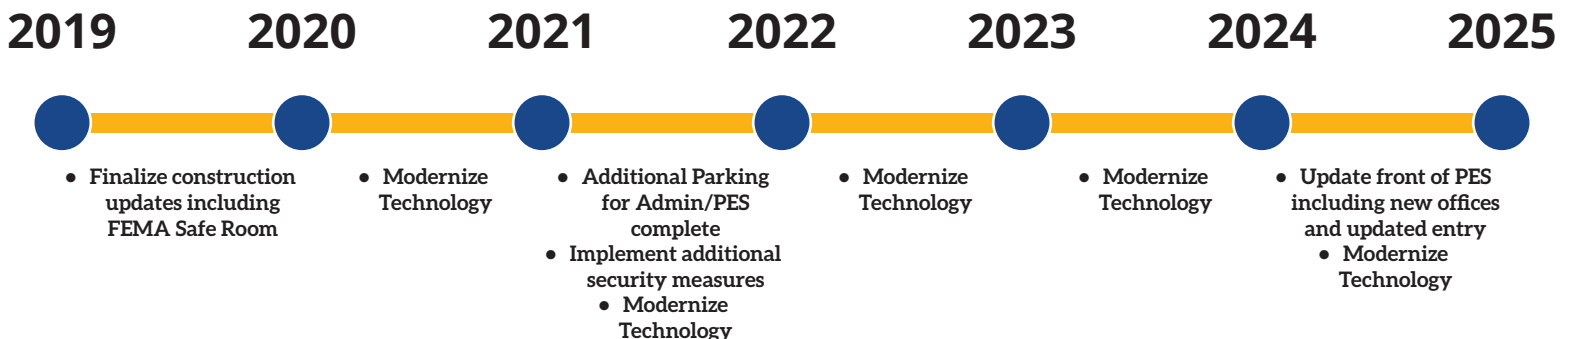 2019 2020 2021 2022 2023 2024 2025
• Finalize construction
updates including
FEMA Safe Room
• Modernize
Technology
• Additional Parking
for Admin/PES
complete
• Implement additional
security measures
• Modernize
Technology
• Modernize
Technology
• Modernize
Technology
• Update front of PES
including new offices
and updated entry
• Modernize
Technology